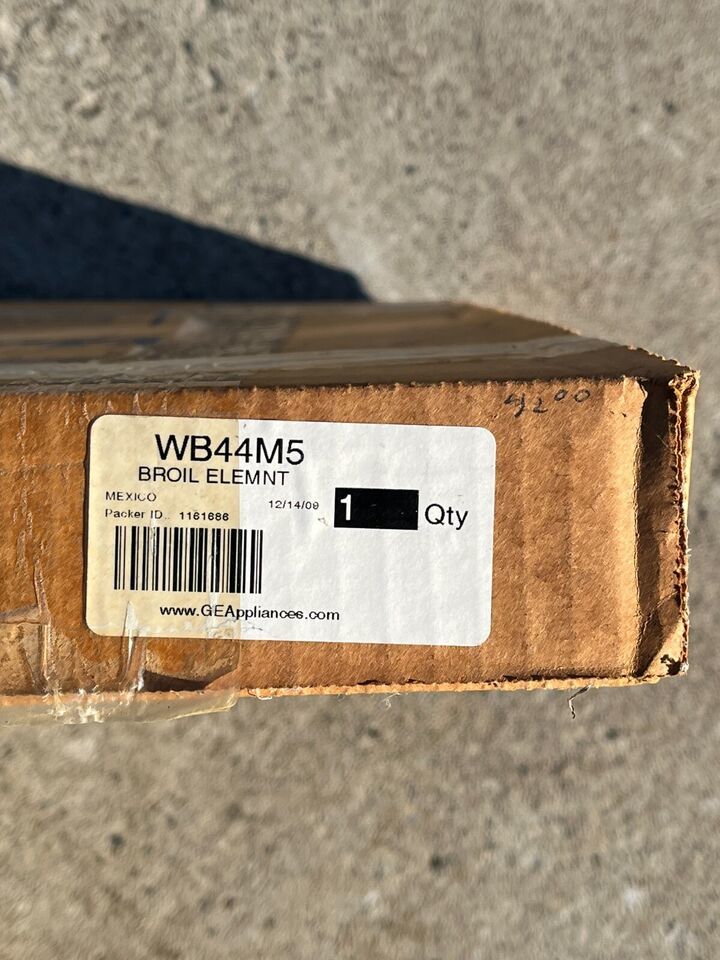 42⁰⁰
WB44M5
BROIL ELEMNT
MEXICO
12/14/09
1 Qty
Packer ID.. 1161686
www.GEAppliances.com